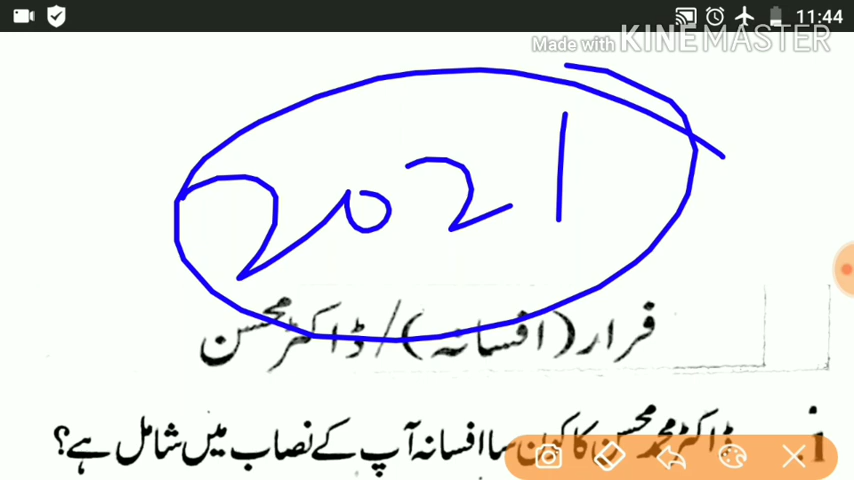 11:44
Made with KINEMASTER
2021
فرار (افسانہ) / ڈاکٹر محسن
i. ڈاکٹر محمد محسن کا کون سا افسانہ آپ کے نصاب میں شامل ہے؟